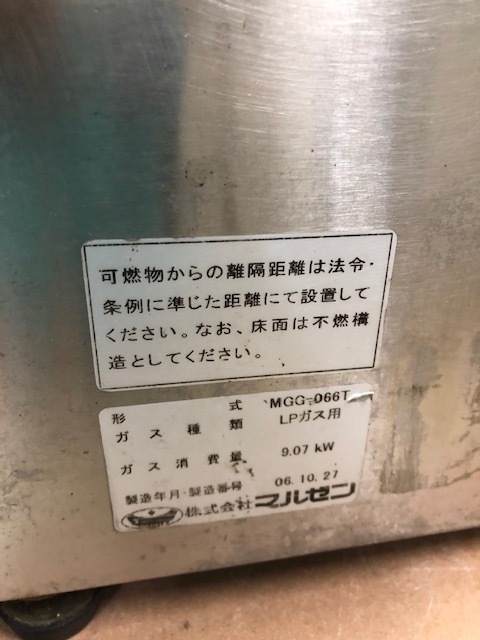 可燃物からの離隔距離は法令・
条例に準じた距離にて設置して
ください。なお、床面は不燃構
造としてください。
形式 MGG-066T
ガス種類 LPガス用
ガス消費量 9.07 kW
製造年月・製造番号 06.10.27
株式会社マルゼン